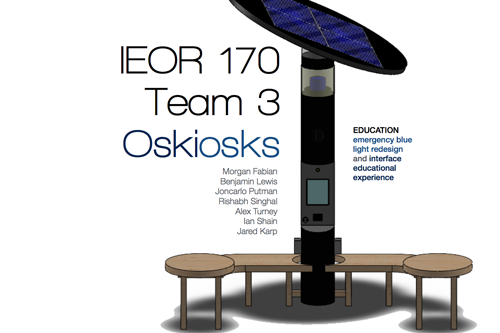 IEOR 170
Team 3
Oskiosks
Morgan Fabian
Benjamin Lewis
Joncarlo Putman
Rishabh Singhal
Alex Turney
Ian Shain
Jared Karp
EDUCATION
emergency blue
light redesign
and interface
educational
experience